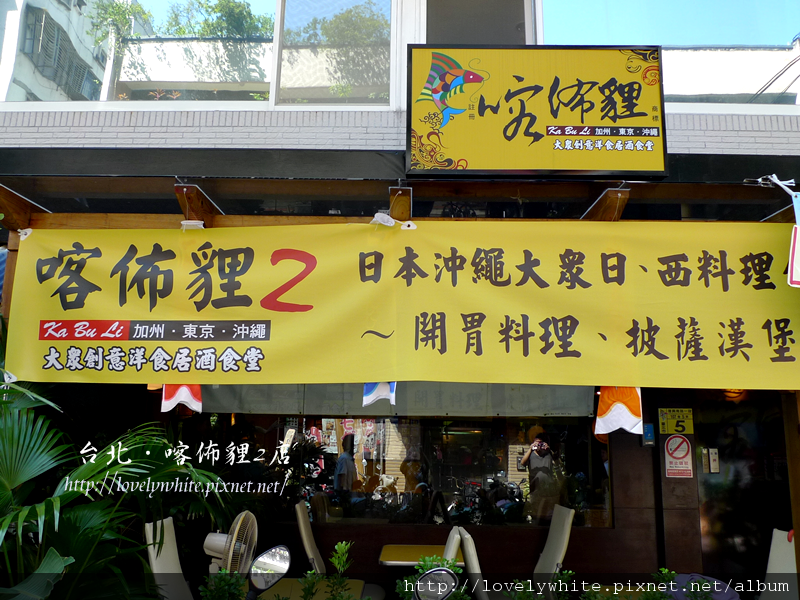 喀佈貍
註冊
商標
Ka Bu Li 加州・東京・沖繩
大眾創意洋食居酒食堂
喀佈貍2
日本沖繩大眾日、西料理
Ka Bu Li 加州・東京・沖繩
～開胃料理、披薩漢堡
大眾創意洋食居酒食堂
5
台北・喀佈貍2店
http://lovelywhite.pixnet.net/
http://lovelywhite.pixnet.net/album